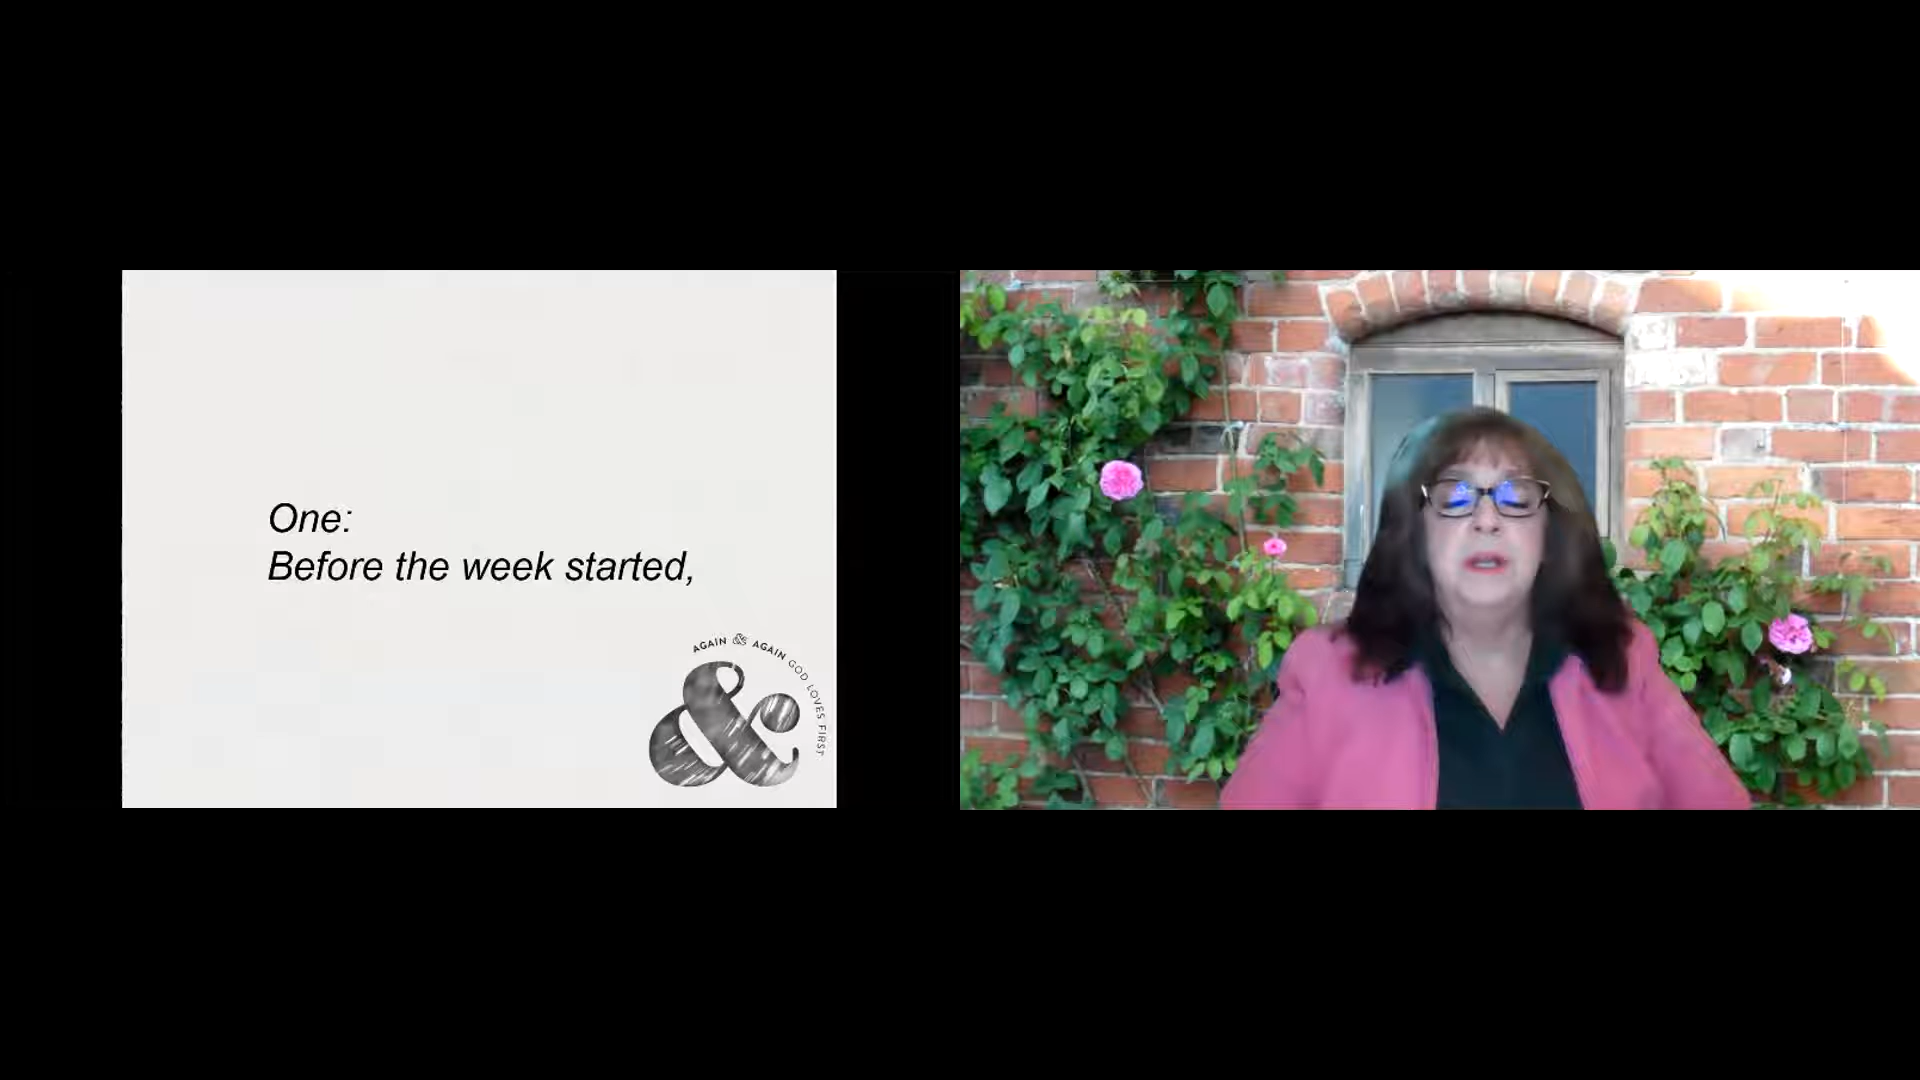 One:
Before the week started,
AGAIN & AGAIN GOD LOVES FIRST
&